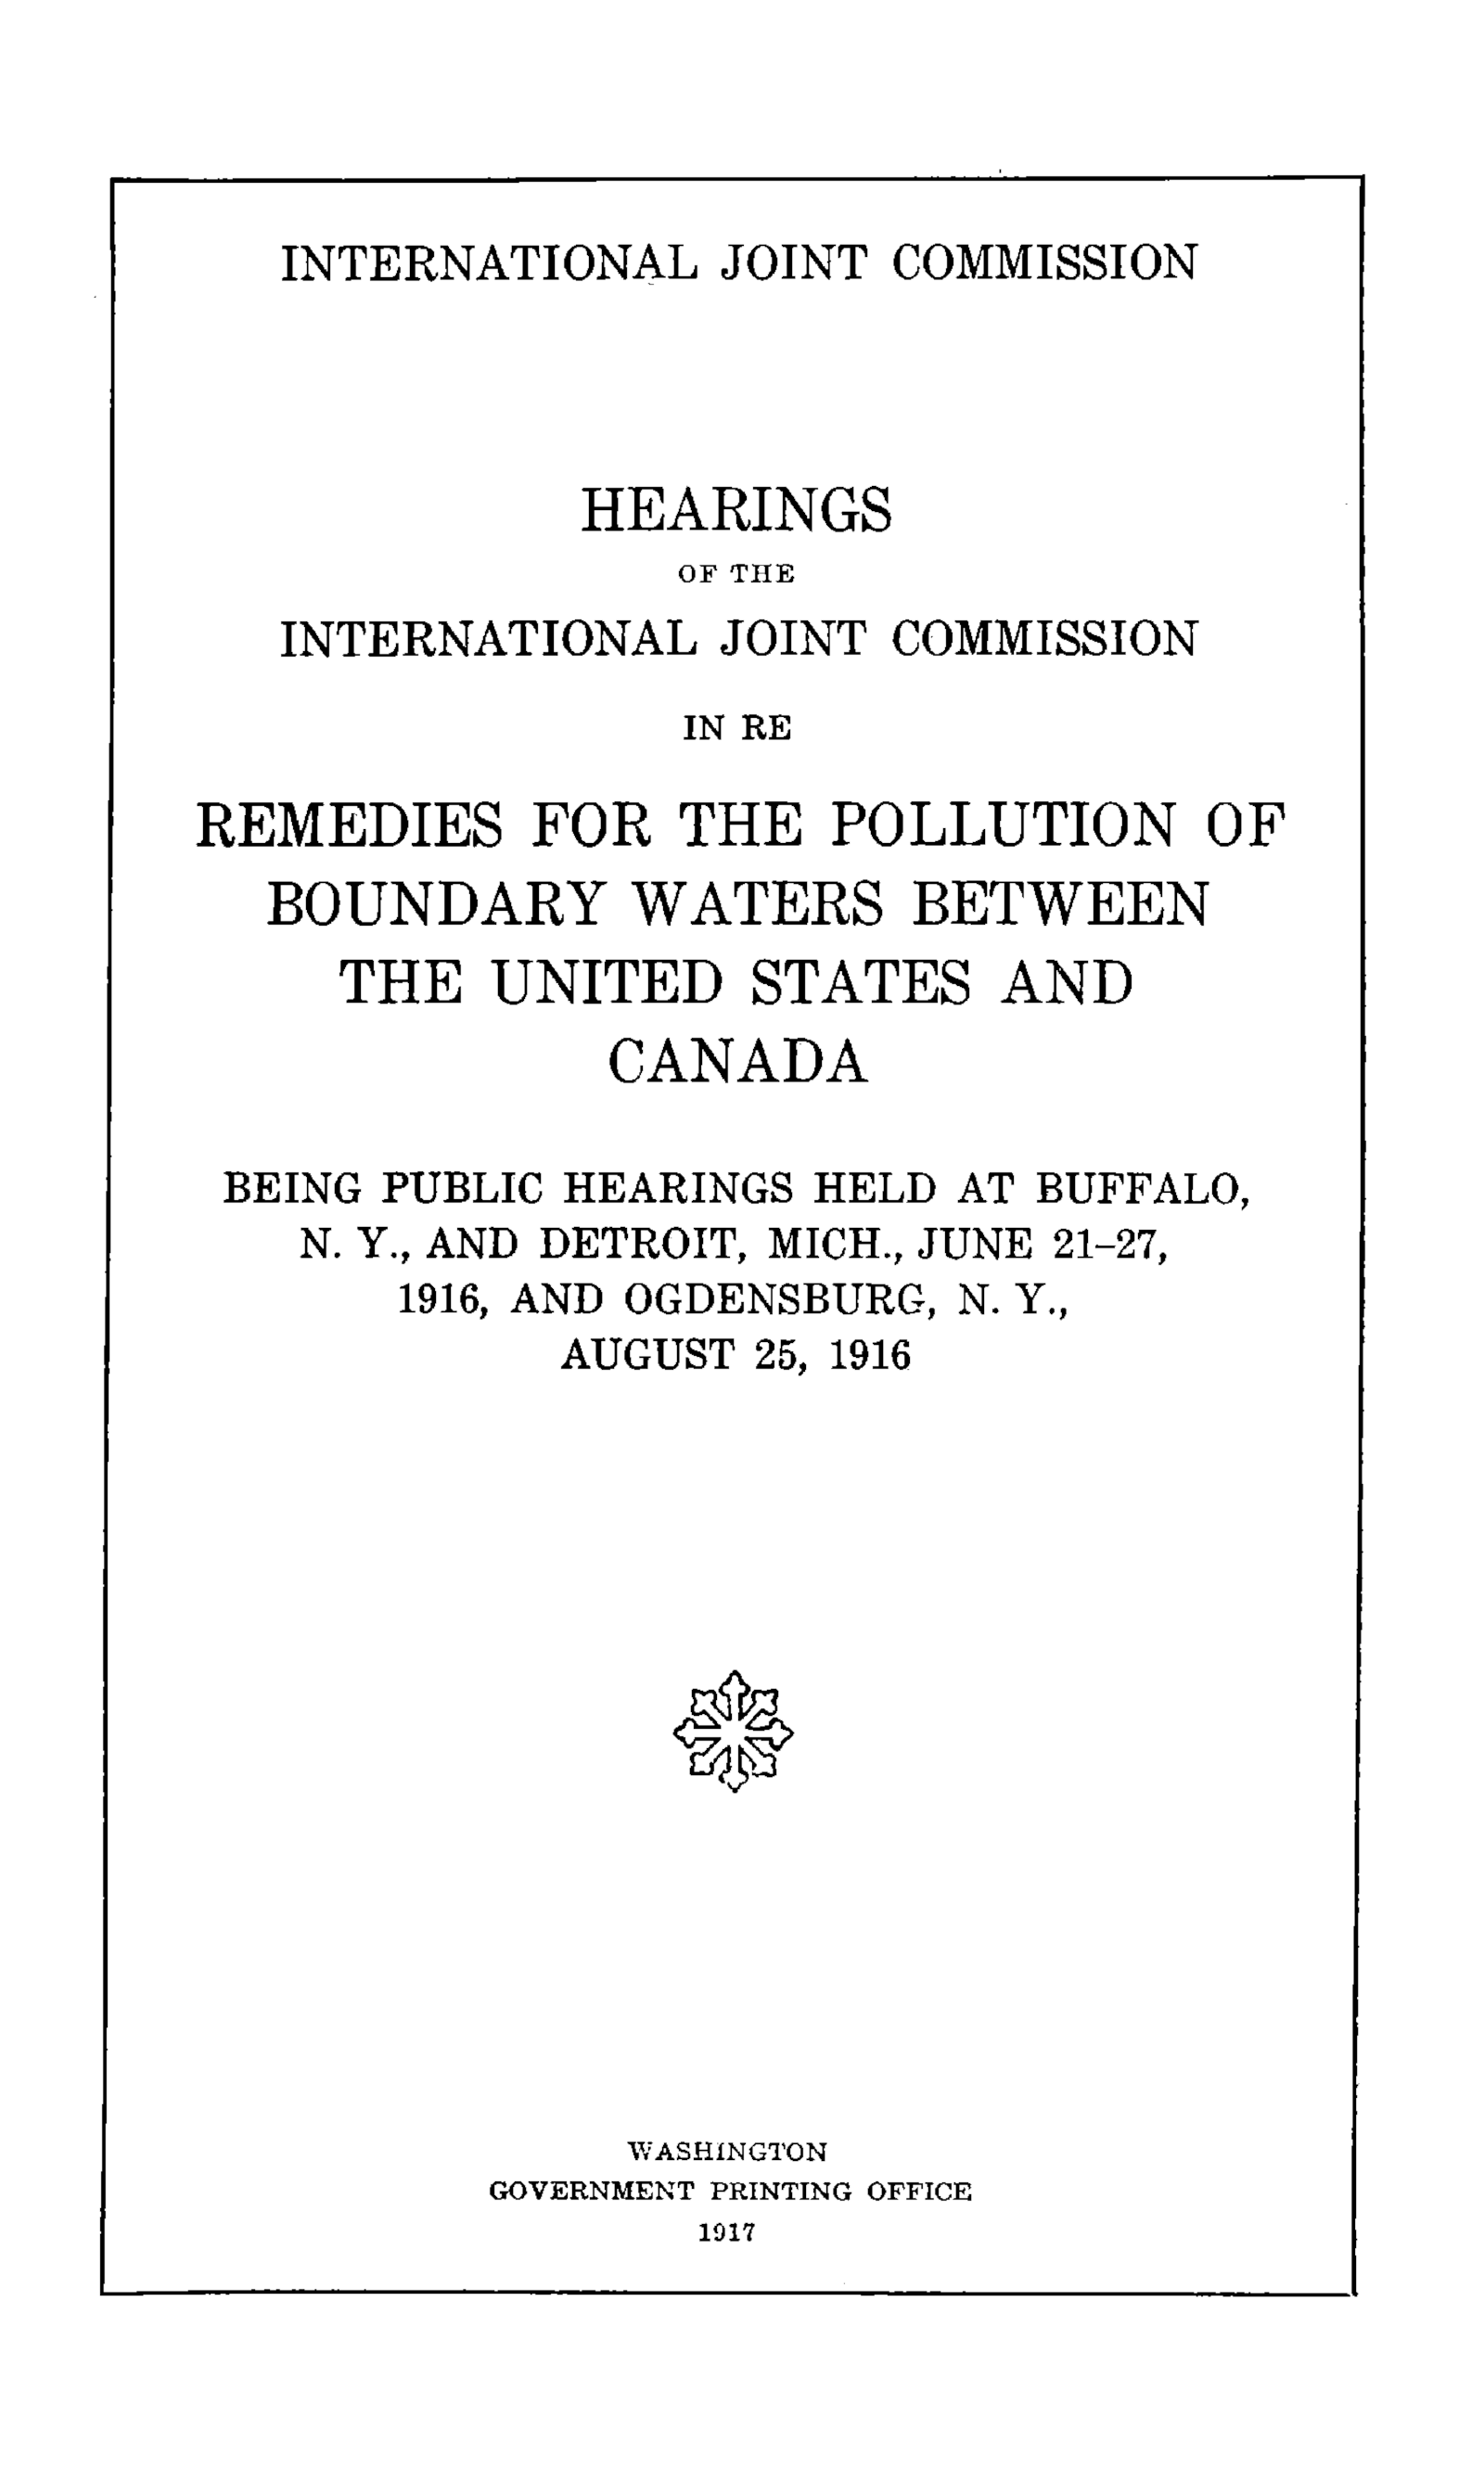 INTERNATIONAL JOINT COMMISSION
HEARINGS
OF THE
INTERNATIONAL JOINT COMMISSION
IN RE
REMEDIES FOR THE POLLUTION OF
BOUNDARY WATERS BETWEEN
THE UNITED STATES AND
CANADA
BEING PUBLIC HEARINGS HELD AT BUFFALO,
N. Y., AND DETROIT, MICH., JUNE 21–27,
1916, AND OGDENSBURG, N. Y.,
AUGUST 25, 1916
WASHINGTON
GOVERNMENT PRINTING OFFICE
1917